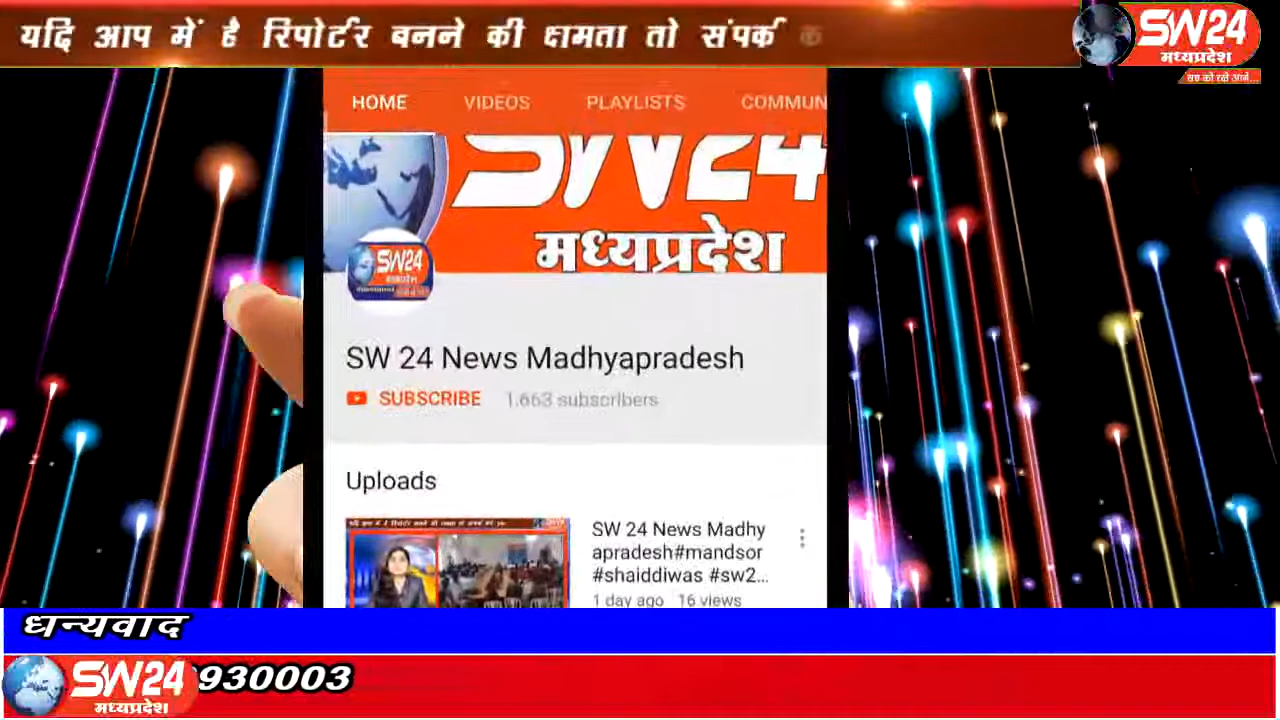 यदि आप में है रिपोर्टर बनने की क्षमता तो संपर्क
SW24
मध्यप्रदेश
HOME VIDEOS PLAYLISTS COMMUN
SW24
मध्यप्रदेश
SW24
SW 24 News Madhyapradesh
SUBSCRIBE 1,663 subscribers
Uploads
SW 24 News Madhy
apradesh#mandsor
#shaiddiwas #sw2...
1 day ago 16 views
धन्यवाद
SW24
मध्यप्रदेश
930003